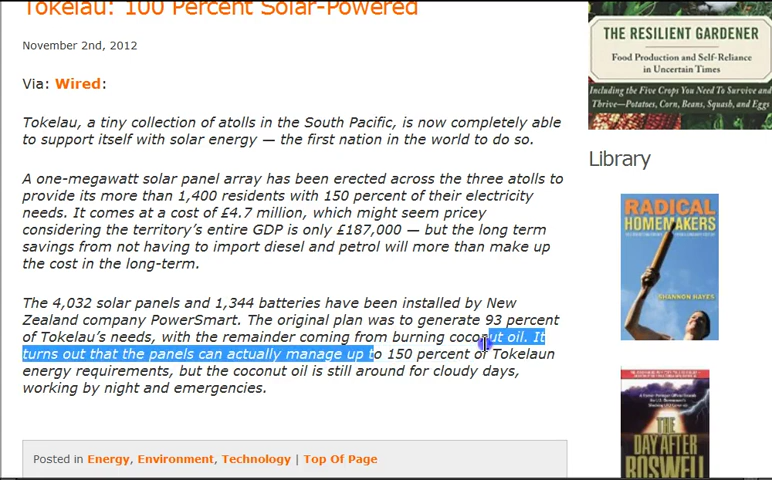 Tokelau: 100 Percent Solar-Powered
November 2nd, 2012
Via: Wired:
Tokelau, a tiny collection of atolls in the South Pacific, is now completely able
to support itself with solar energy — the first nation in the world to do so.
A one-megawatt solar panel array has been erected across the three atolls to
provide its more than 1,400 residents with 150 percent of their electricity
needs. It comes at a cost of £4.7 million, which might seem pricey
considering the territory's entire GDP is only £187,000 — but the long term
savings from not having to import diesel and petrol will more than make up
the cost in the long-term.
The 4,032 solar panels and 1,344 batteries have been installed by New
Zealand company PowerSmart. The original plan was to generate 93 percent
of Tokelau's needs, with the remainder coming from burning coconut oil. It
turns out that the panels can actually manage up to 150 percent of Tokelaun
energy requirements, but the coconut oil is still around for cloudy days,
working by night and emergencies.
Posted in Energy, Environment, Technology | Top Of Page
THE RESILIENT GARDENER
Food Production and Self-Reliance
in Uncertain Times
Including the Five Crops You Need To Survive and
Thrive—Potatoes, Corn, Beans, Squash, and Eggs
Library
RADICAL
HOMEMAKERS
SHANNON HAYES
THE DAY
AFTER
ROSWELL